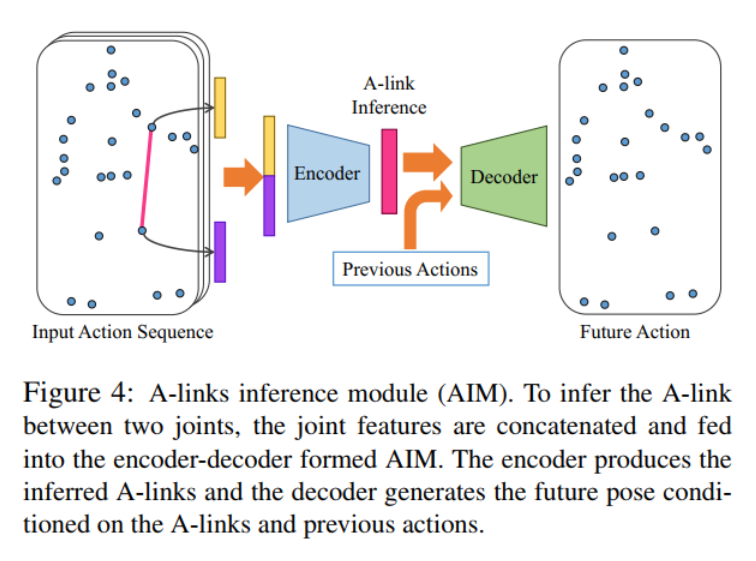 A-link
Inference
Encoder
Decoder
Previous Actions
Input Action Sequence
Future Action
Figure 4: A-links inference module (AIM). To infer the A-link
between two joints, the joint features are concatenated and fed
into the encoder-decoder formed AIM. The encoder produces the
inferred A-links and the decoder generates the future pose condi-
tioned on the A-links and previous actions.